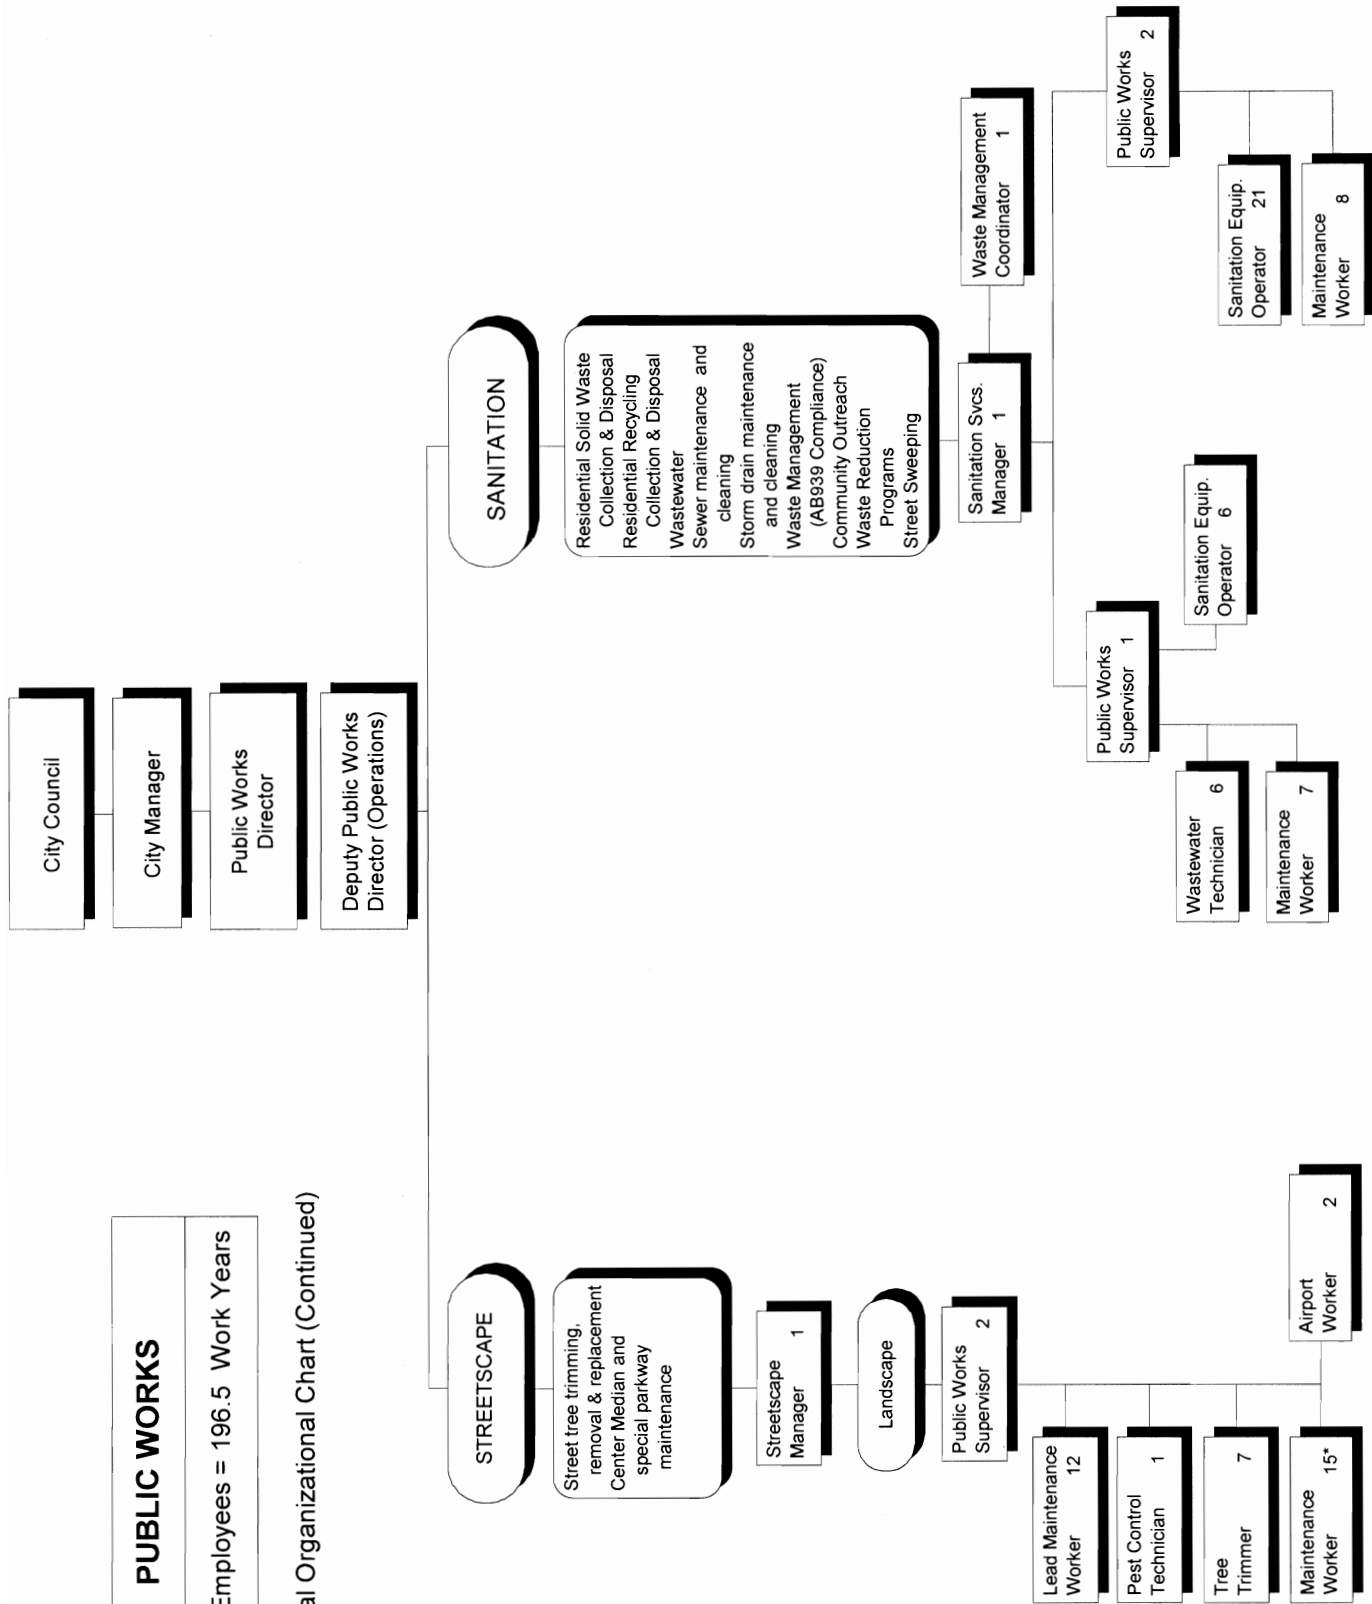 PUBLIC WORKS
Employees = 196.5 Work Years
al Organizational Chart (Continued)
City Council
City Manager
Public Works
Director
Deputy Public Works
Director (Operations)
STREETSCAPE
Street tree trimming,
removal & replacement
Center Median and
special parkway
maintenance
Streetscape
Manager 1
Landscape
Public Works
Supervisor 2
Lead Maintenance
Worker 12
Pest Control
Technician 1
Tree
Trimmer 7
Maintenance
Worker 15*
Airport
Worker 2
SANITATION
Residential Solid Waste
Collection & Disposal
Residential Recycling
Collection & Disposal
Wastewater
Sewer maintenance and
cleaning
Storm drain maintenance
and cleaning
Waste Management
(AB939 Compliance)
Community Outreach
Waste Reduction
Programs
Street Sweeping
Sanitation Svcs.
Manager 1
Waste Management
Coordinator 1
Public Works
Supervisor 1
Wastewater
Technician 6
Maintenance
Worker 7
Sanitation Equip.
Operator 6
Public Works
Supervisor 2
Sanitation Equip.
Operator 21
Maintenance
Worker 8